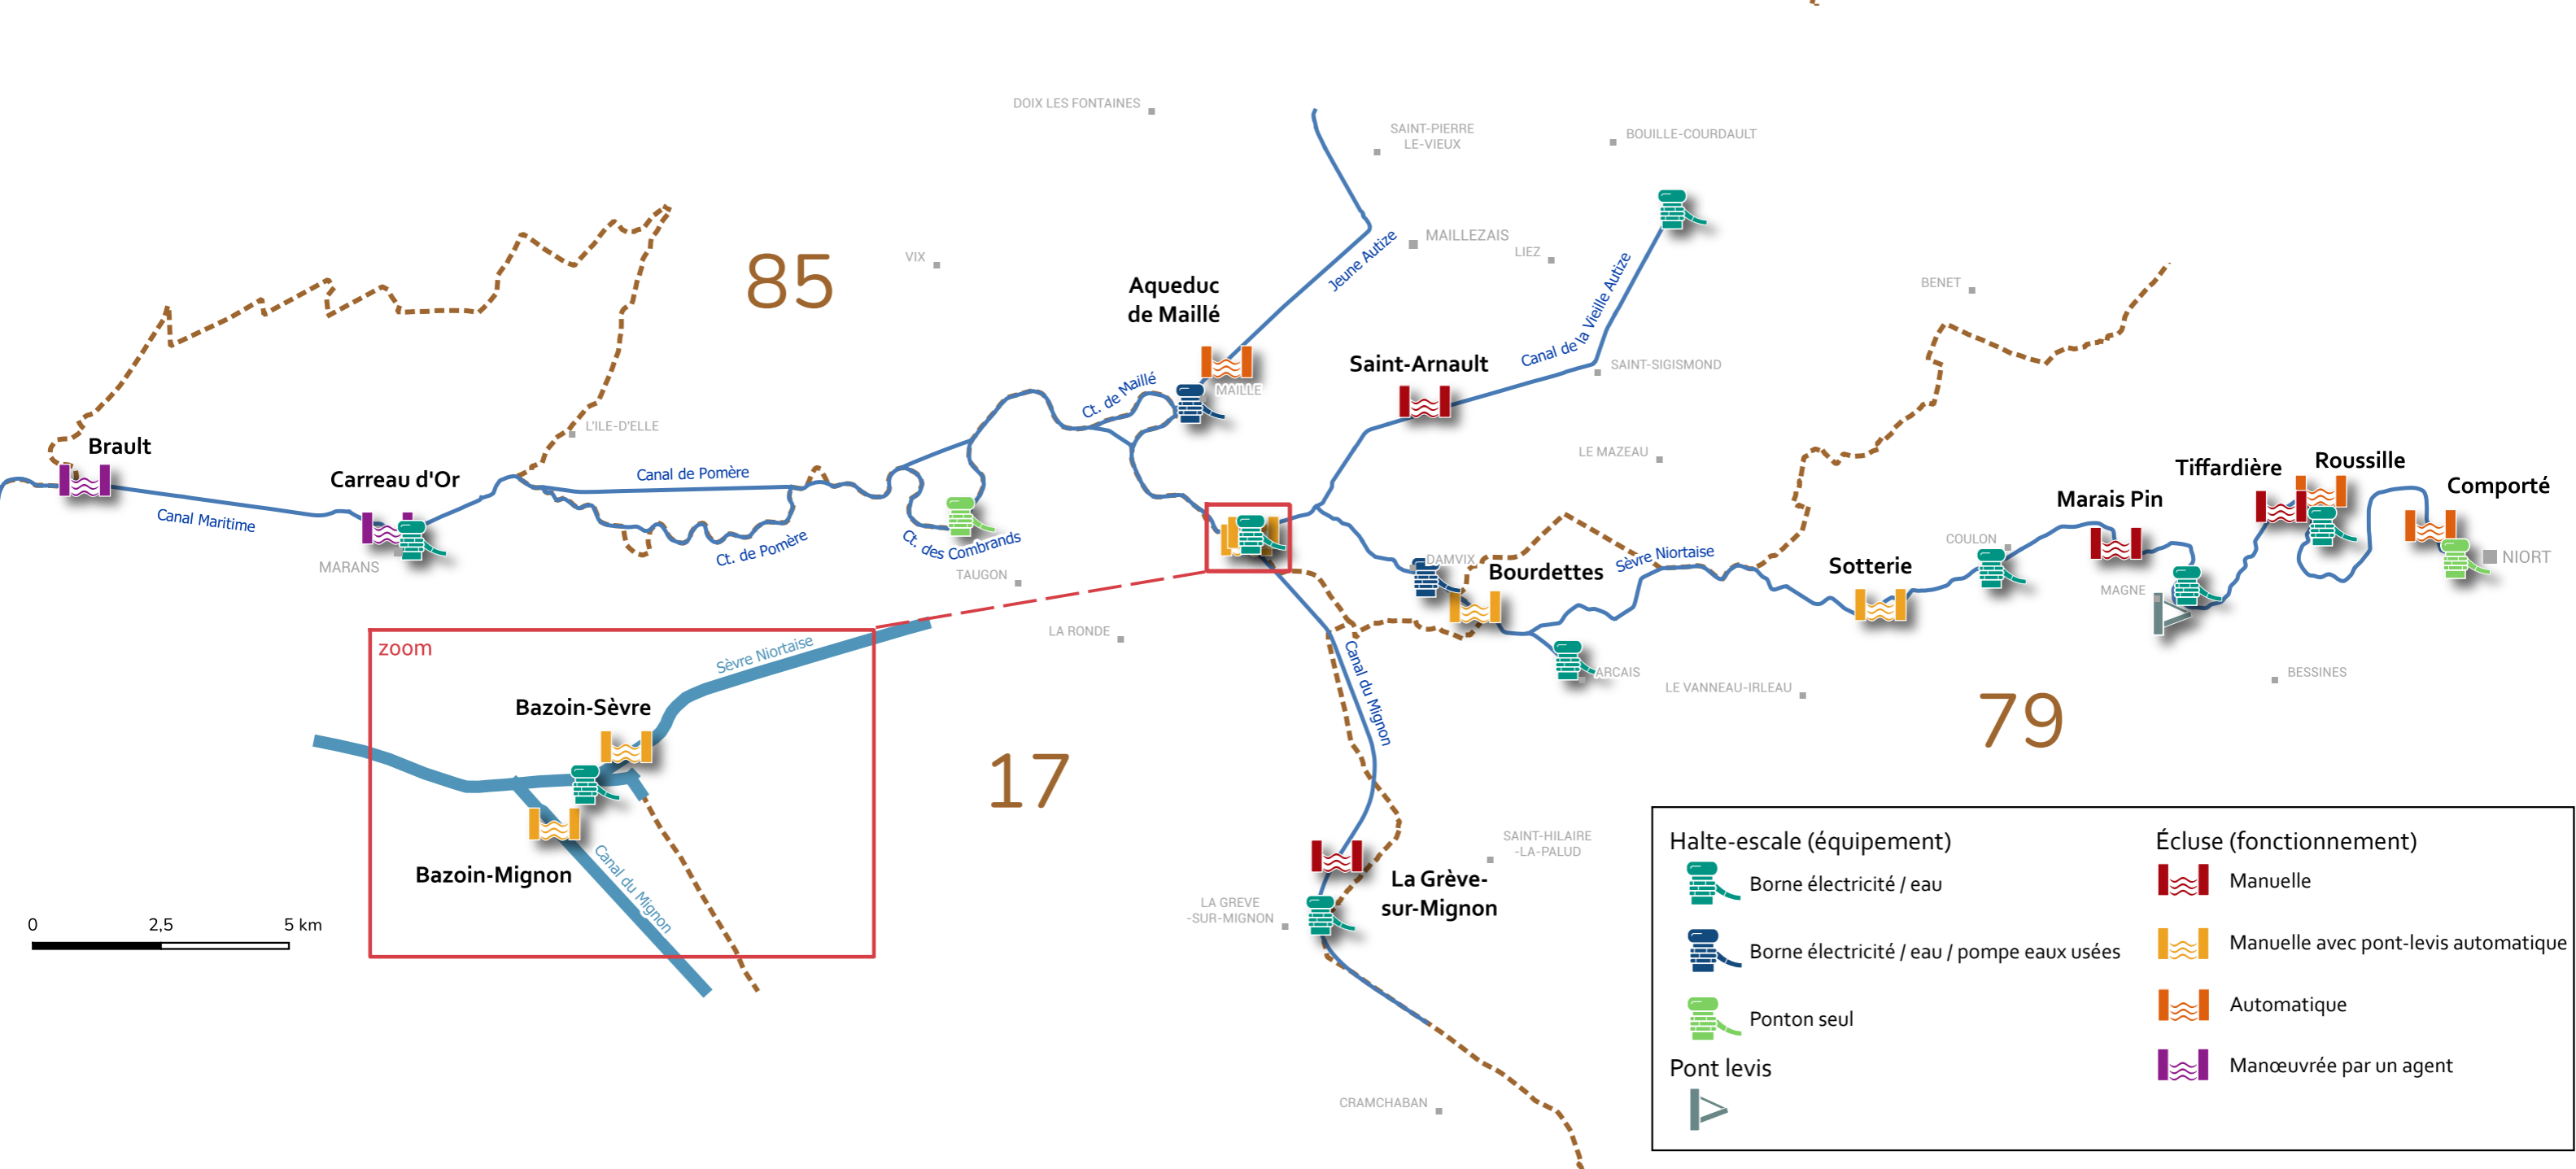 DOIX LES FONTAINES
SAINT-PIERRE
LE-VIEUX
BOUILLE-COURDAULT
VIX
85
MAILLEZAIS
LIEZ
Jeune Autize
BENET
Aqueduc
de Maillé
Canal de la Vieille Autize
Saint-Arnault
SAINT-SIGISMOND
MAILLE
Ct. de Maillé
L'ILE-D'ELLE
Brault
Carreau d'Or
Canal de Pomère
LE MAZEAU
Tiffardière
Roussille
Comporté
Marais Pin
Canal Maritime
MARANS
Ct. de Pomère
Ct. des Combrands
TAUGON
DAMVIX
Bourdettes
Sèvre Niortaise
Sotterie
COULON
MAGNE
NIORT
LA RONDE
ARCAIS
LE VANNEAU-IRLEAU
BESSINES
79
zoom
Sèvre Niortaise
Bazoin-Sèvre
Bazoin-Mignon
Canal du Mignon
17
Canal du Mignon
SAINT-HILAIRE
-LA-PALUD
La Grève-
sur-Mignon
LA GREVE
-SUR-MIGNON
CRAMCHABAN
0 2,5 5 km
Halte-escale (équipement)
Borne électricité / eau
Borne électricité / eau / pompe eaux usées
Ponton seul
Pont levis
Écluse (fonctionnement)
Manuelle
Manuelle avec pont-levis automatique
Automatique
Manœuvrée par un agent